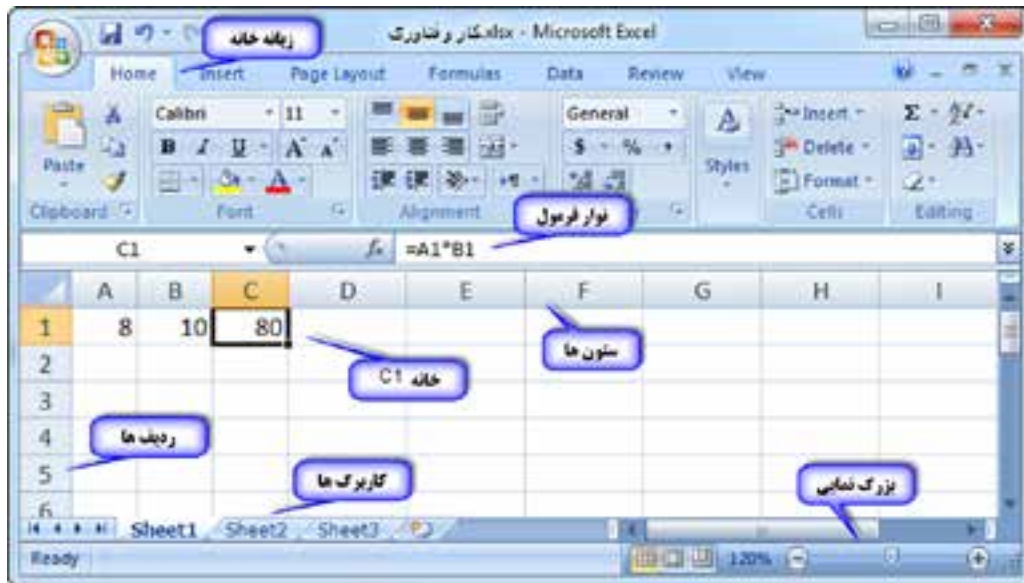 کار و فناوری.xlsx - Microsoft Excel
زبانه خانه
Home Insert Page Layout Formulas Data Review View
Calibri 11 General Insert
Paste B I U A A $ % , Styles Delete
Format
Clipboard Font Alignment Cells Editing
نوار فرمول
C1 fx =A1*B1
A B C D E F G H I
1 8 10 80
ستون ها
2
خانه C1
3
4
ردیف ها
5
کاربرگ ها
بزرگ نمایی
6
Sheet1 Sheet2 Sheet3
Ready 120%